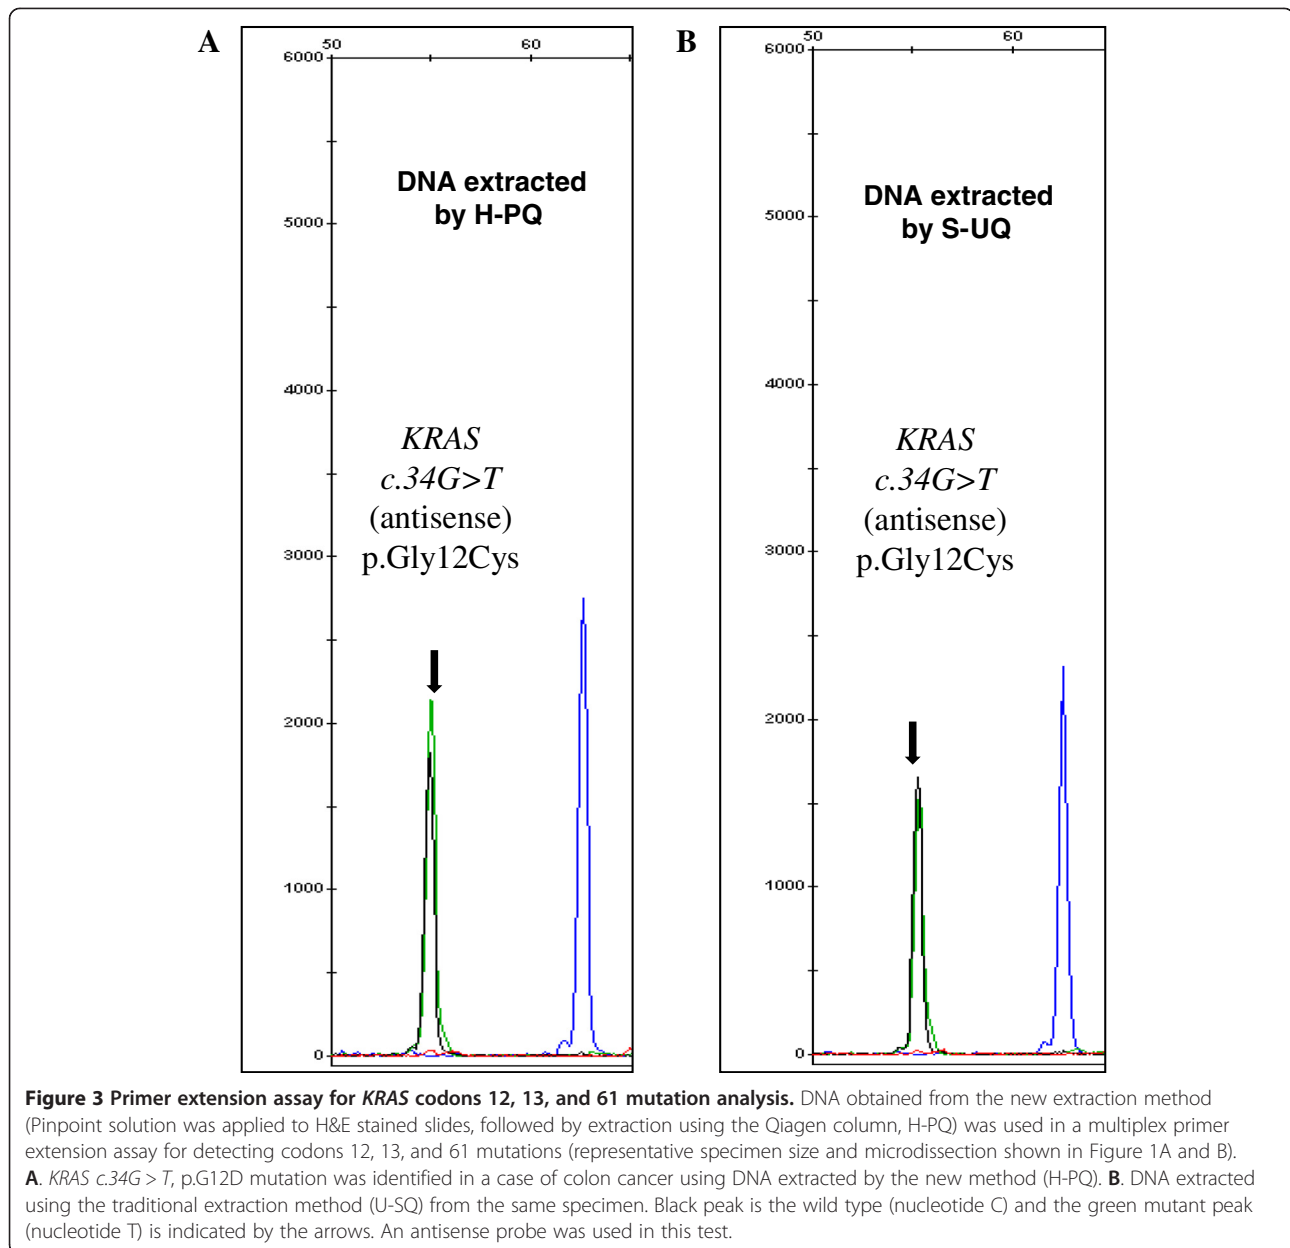 A
50 60
6000
5000
4000
3000
2000
1000
0
DNA extracted
by H-PQ
KRAS
c.34G>T
(antisense)
p.Gly12Cys
B
50 60
6000
5000
4000
3000
2000
1000
0
DNA extracted
by S-UQ
KRAS
c.34G>T
(antisense)
p.Gly12Cys
Figure 3 Primer extension assay for KRAS codons 12, 13, and 61 mutation analysis. DNA obtained from the new extraction method
(Pinpoint solution was applied to H&E stained slides, followed by extraction using the Qiagen column, H-PQ) was used in a multiplex primer
extension assay for detecting codons 12, 13, and 61 mutations (representative specimen size and microdissection shown in Figure 1A and B).
A. KRAS c.34G > T, p.G12D mutation was identified in a case of colon cancer using DNA extracted by the new method (H-PQ). B. DNA extracted
using the traditional extraction method (U-SQ) from the same specimen. Black peak is the wild type (nucleotide C) and the green mutant peak
(nucleotide T) is indicated by the arrows. An antisense probe was used in this test.